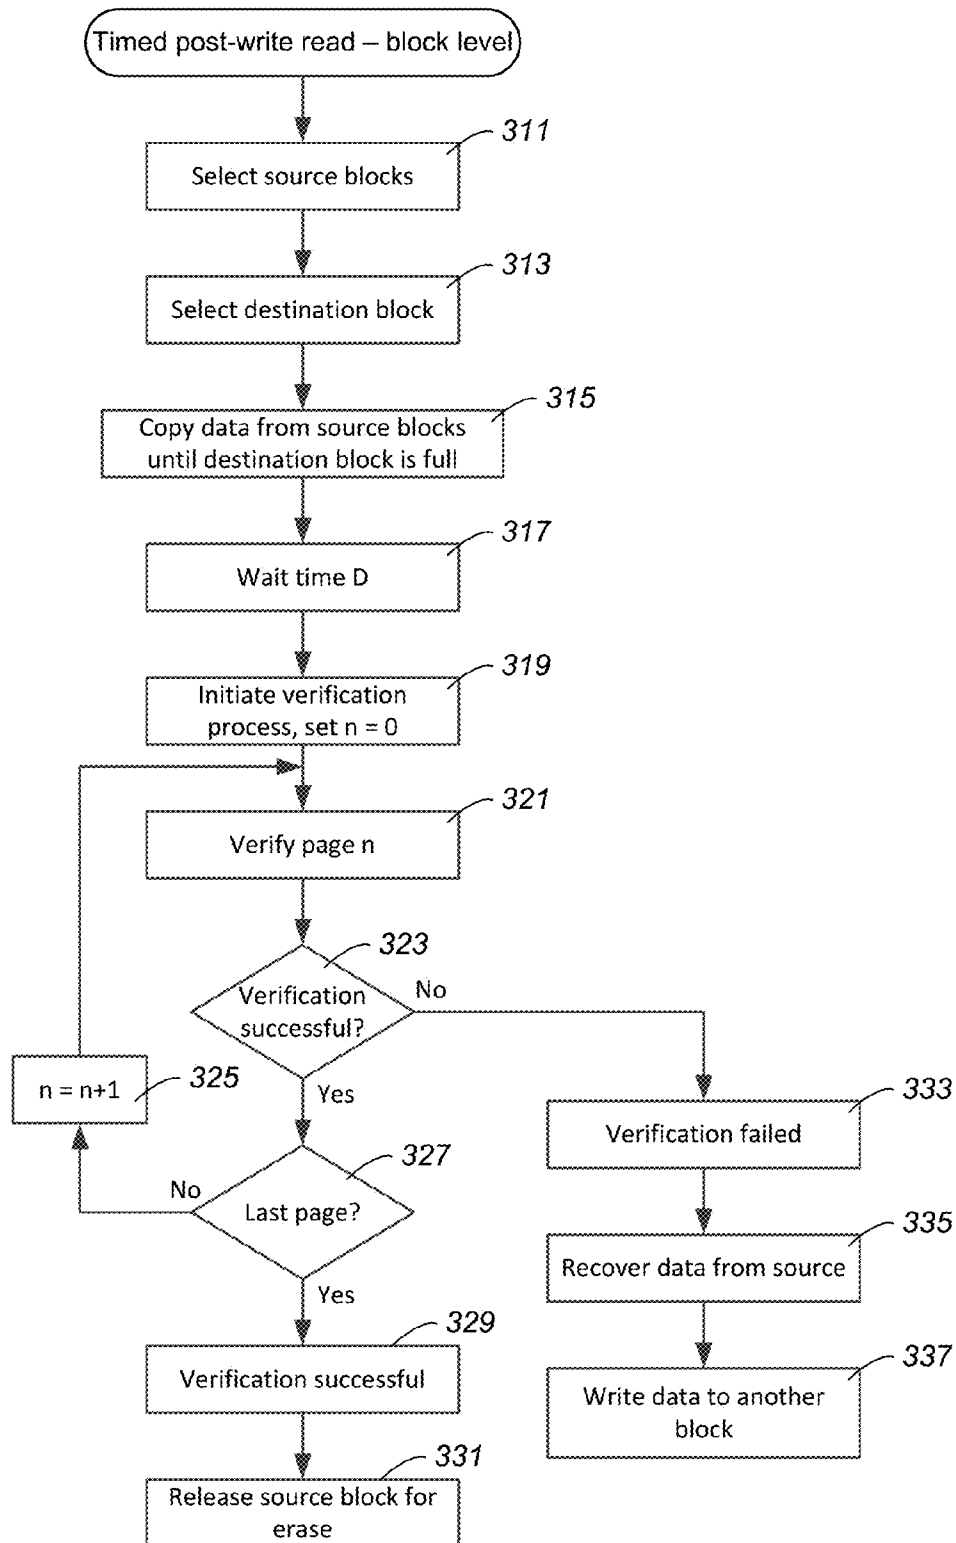 Timed post-write read – block level
311
Select source blocks
313
Select destination block
315
Copy data from source blocks
until destination block is full
317
Wait time D
319
Initiate verification
process, set n = 0
321
Verify page n
323
Verification
successful?
No
n = n+1
325
Yes
333
Verification failed
327
No
Last page?
335
Recover data from source
Yes
329
Verification successful
337
Write data to another
block
331
Release source block for
erase